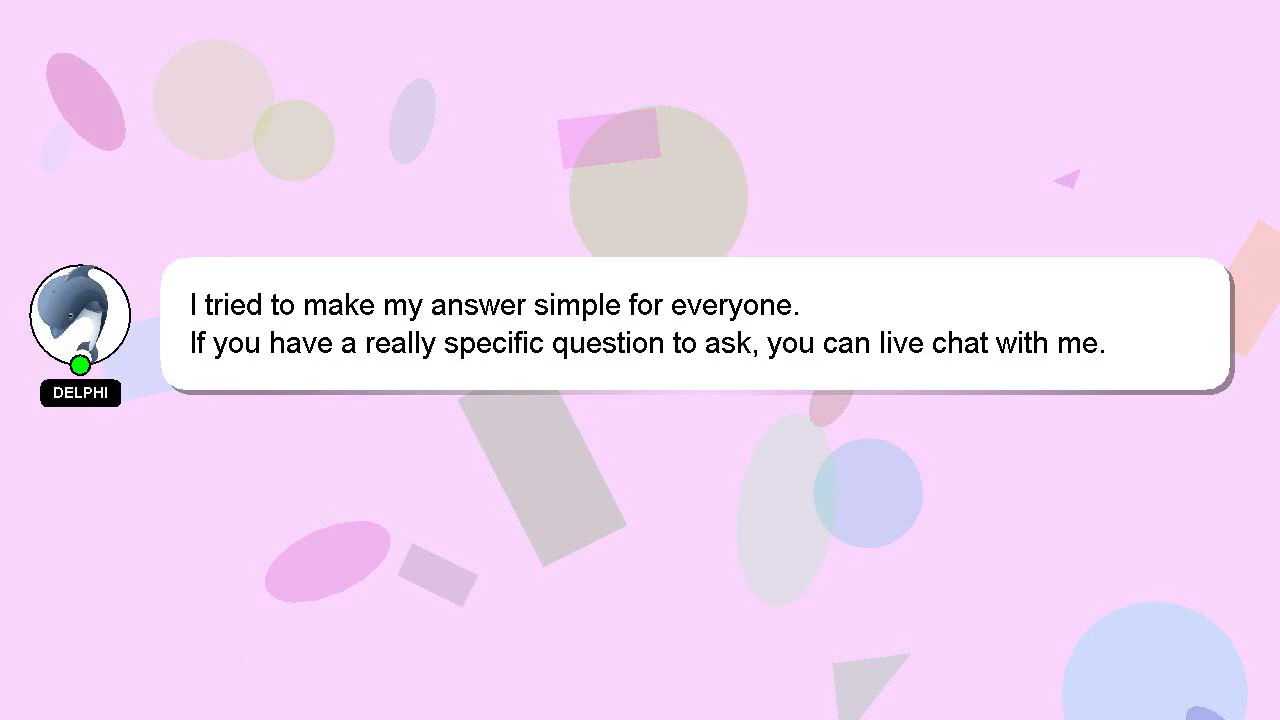 I tried to make my answer simple for everyone.
If you have a really specific question to ask, you can live chat with me.
DELPHI